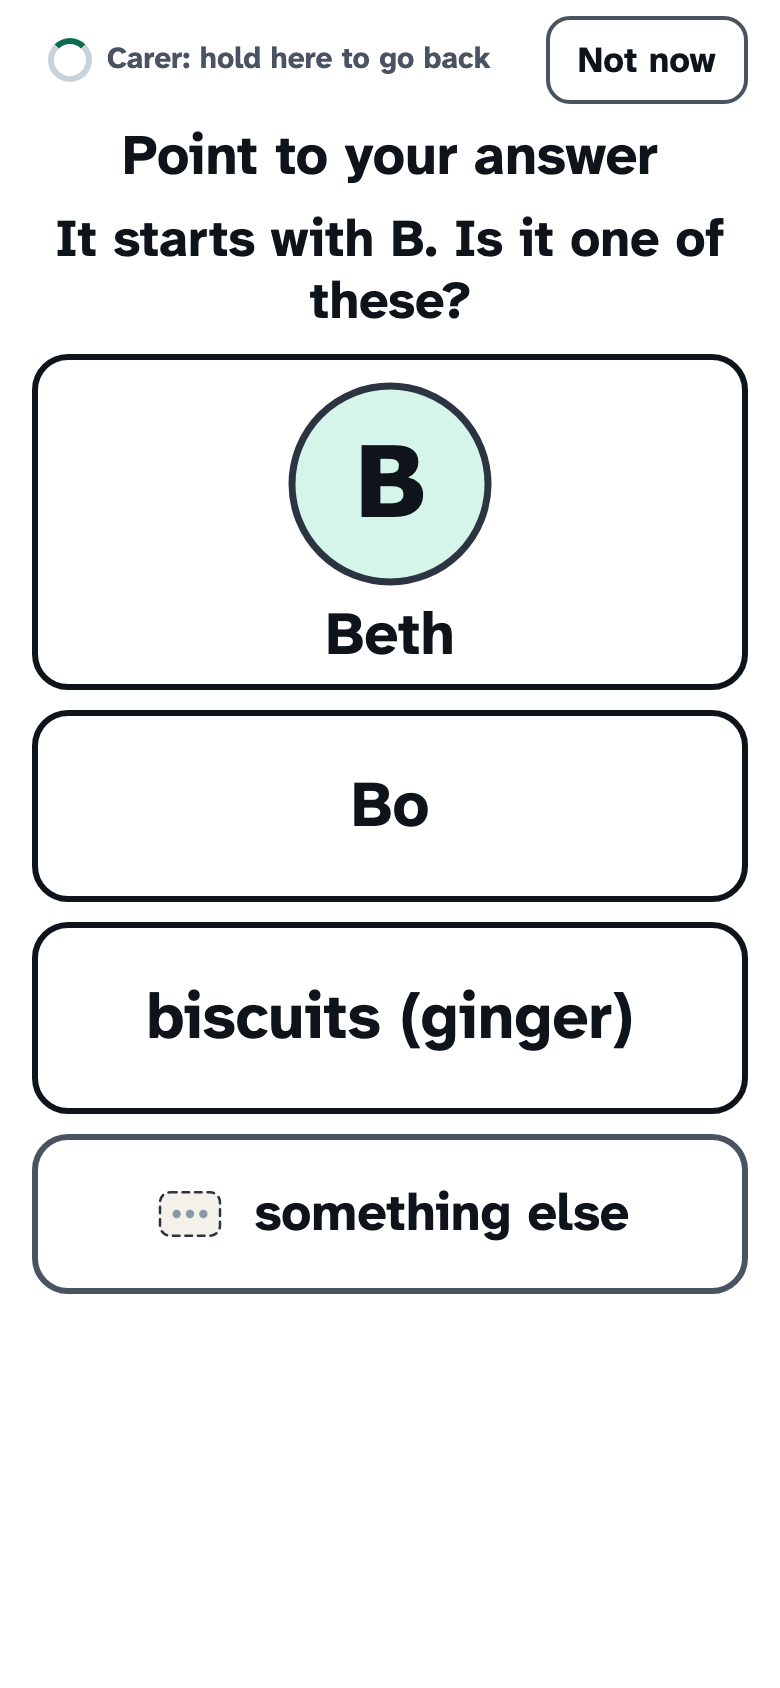 Carer: hold here to go back
Not now
Point to your answer
It starts with B. Is it one of
these?
B
Beth
Bo
biscuits (ginger)
something else